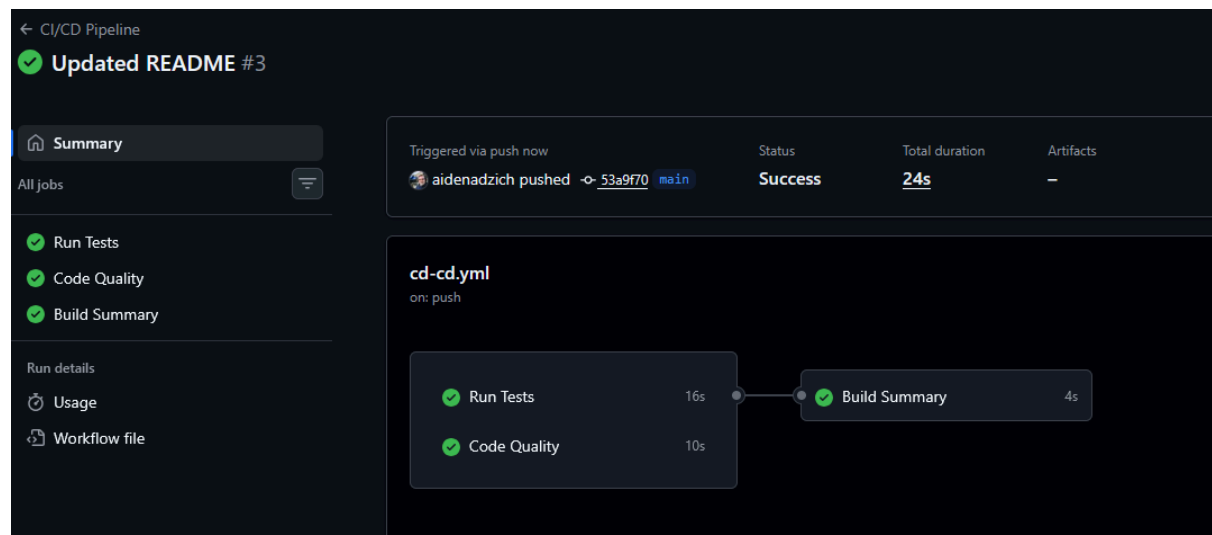 ← CI/CD Pipeline
Updated README #3
Summary
All jobs
Run Tests
Code Quality
Build Summary
Run details
Usage
Workflow file
Triggered via push now
aidenadzich pushed 53a9f70 main
Status
Success
Total duration
24s
Artifacts
–
cd-cd.yml
on: push
Run Tests 16s
Code Quality 10s
Build Summary 4s